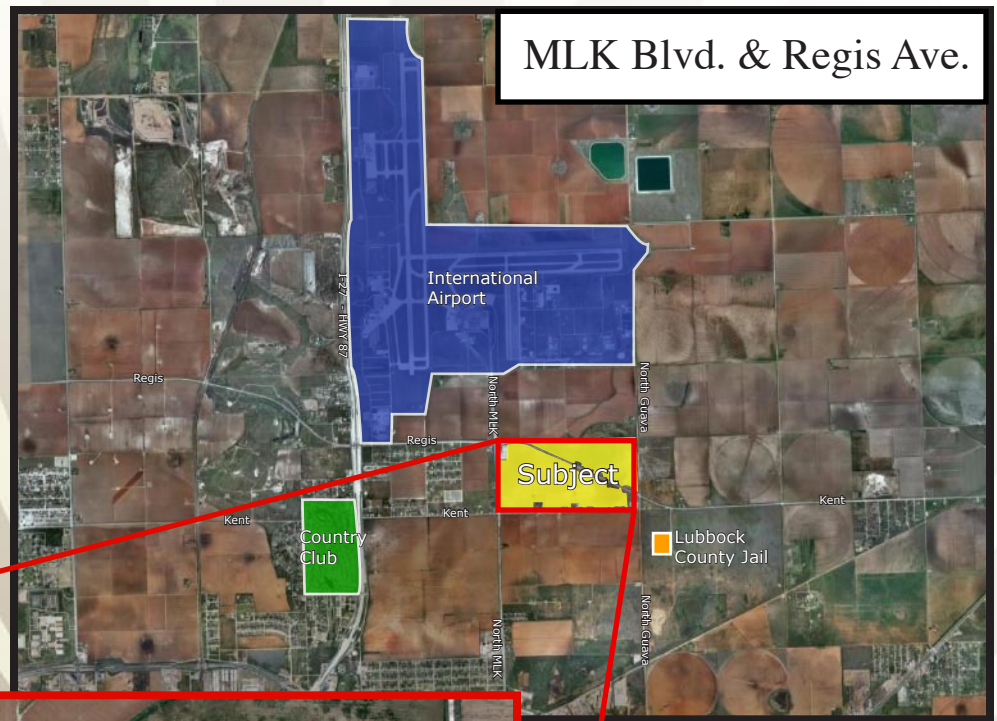 MLK Blvd. & Regis Ave.
International
Airport
I-27 - HWY 87
Regis
North MLK
North Guava
Regis
Subject
Kent
Kent
Kent
Country
Club
Lubbock
County Jail
North MLK
North Guava